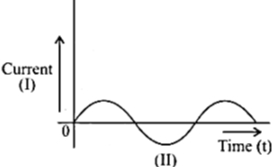 Current
(I)
0
Time (t)
(II)